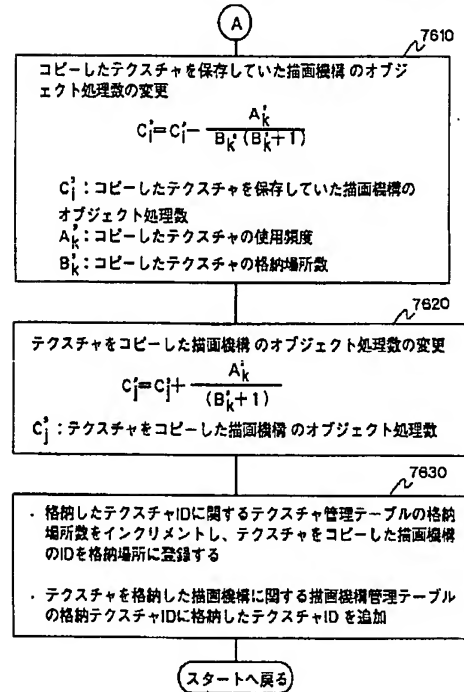 A
7610
コピーしたテクスチャを保存していた描画機構 のオブジ
ェクト処理数の変更
C'i=C'i- A'k / B'k (B'k+1)
C'i:コピーしたテクスチャを保存していた描画機構の
オブジェクト処理数
A'k:コピーしたテクスチャの使用頻度
B'k:コピーしたテクスチャの格納場所数
7620
テクスチャをコピーした描画機構 のオブジェクト処理数の変更
C'j=C'j+ A'k / (B'k+1)
C'j:テクスチャをコピーした描画機構 のオブジェクト処理数
7630
・ 格納したテクスチャIDに関するテクスチャ管理テーブルの格納
場所数をインクリメントし、テクスチャをコピーした描画機構
のIDを格納場所に登録する
・ テクスチャを格納した描画機構に関する描画機構管理テーブル
の格納テクスチャIDに格納したテクスチャID を追加
スタートへ戻る